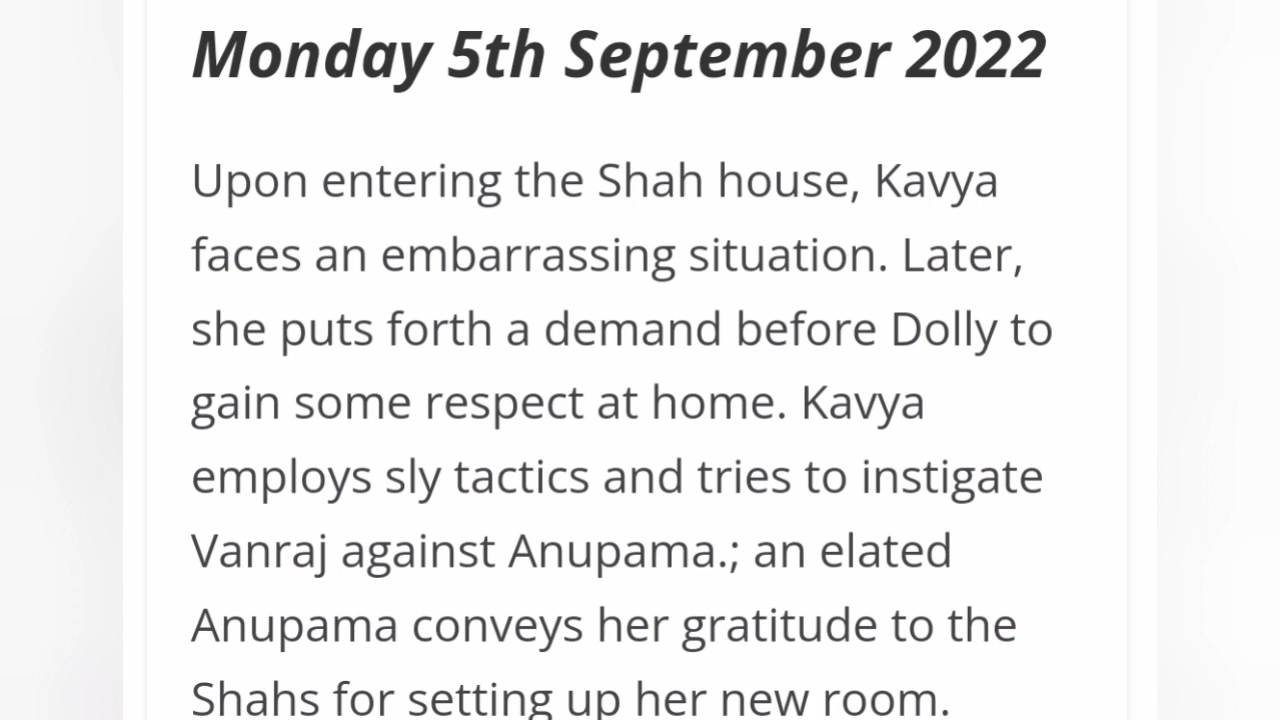 Monday 5th September 2022
Upon entering the Shah house, Kavya
faces an embarrassing situation. Later,
she puts forth a demand before Dolly to
gain some respect at home. Kavya
employs sly tactics and tries to instigate
Vanraj against Anupama.; an elated
Anupama conveys her gratitude to the
Shahs for setting up her new room.